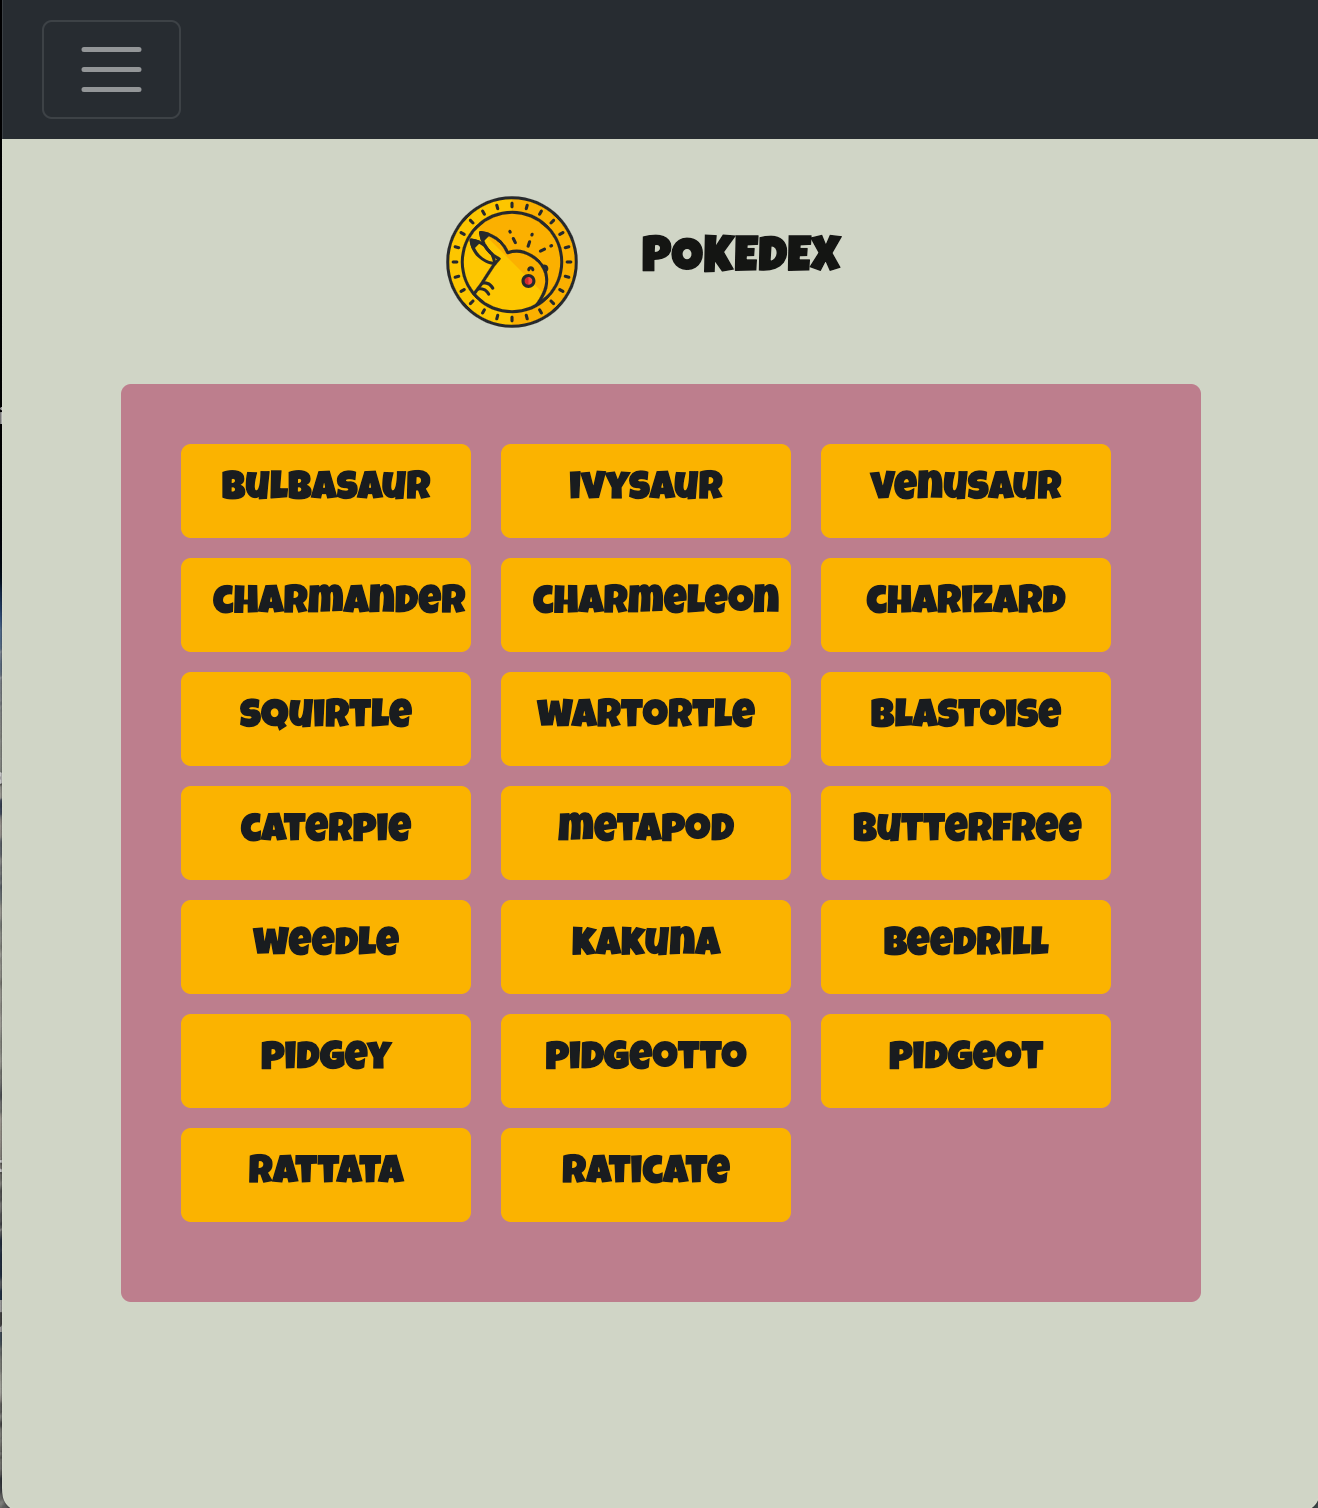 POKEDEX
bulbasaur
ivysaur
venusaur
charmander
charmeleon
charizard
squirtle
wartortle
blastoise
caterpie
metapod
butterfree
weedle
kakuna
beedrill
pidgey
pidgeotto
pidgeot
rattata
raticate